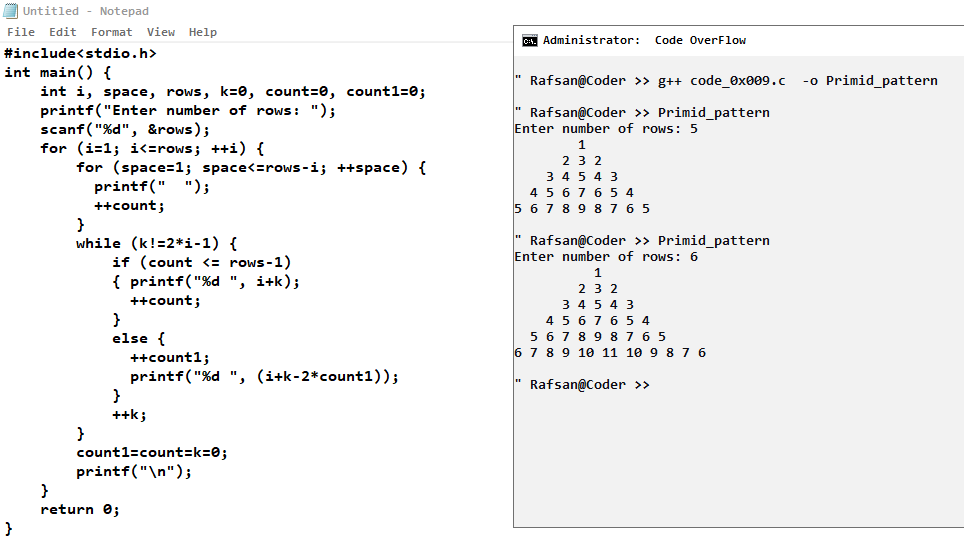 Untitled - Notepad
File Edit Format View Help
#include<stdio.h>
int main() {
    int i, space, rows, k=0, count=0, count1=0;
    printf("Enter number of rows: ");
    scanf("%d", &rows);
    for (i=1; i<=rows; ++i) {
        for (space=1; space<=rows-i; ++space) {
          printf("  ");
          ++count;
        }
        while (k!=2*i-1) {
            if (count <= rows-1)
            { printf("%d ", i+k);
              ++count;
            }
            else {
              ++count1;
              printf("%d ", (i+k-2*count1));
            }
            ++k;
        }
        count1=count=k=0;
        printf("\n");
    }
    return 0;
}
C:\. Administrator:  Code OverFlow
" Rafsan@Coder >> g++ code_0x009.c  -o Primid_pattern
" Rafsan@Coder >> Primid_pattern
Enter number of rows: 5
        1
      2 3 2
    3 4 5 4 3
  4 5 6 7 6 5 4
5 6 7 8 9 8 7 6 5
" Rafsan@Coder >> Primid_pattern
Enter number of rows: 6
          1
        2 3 2
      3 4 5 4 3
    4 5 6 7 6 5 4
  5 6 7 8 9 8 7 6 5
6 7 8 9 10 11 10 9 8 7 6
" Rafsan@Coder >>